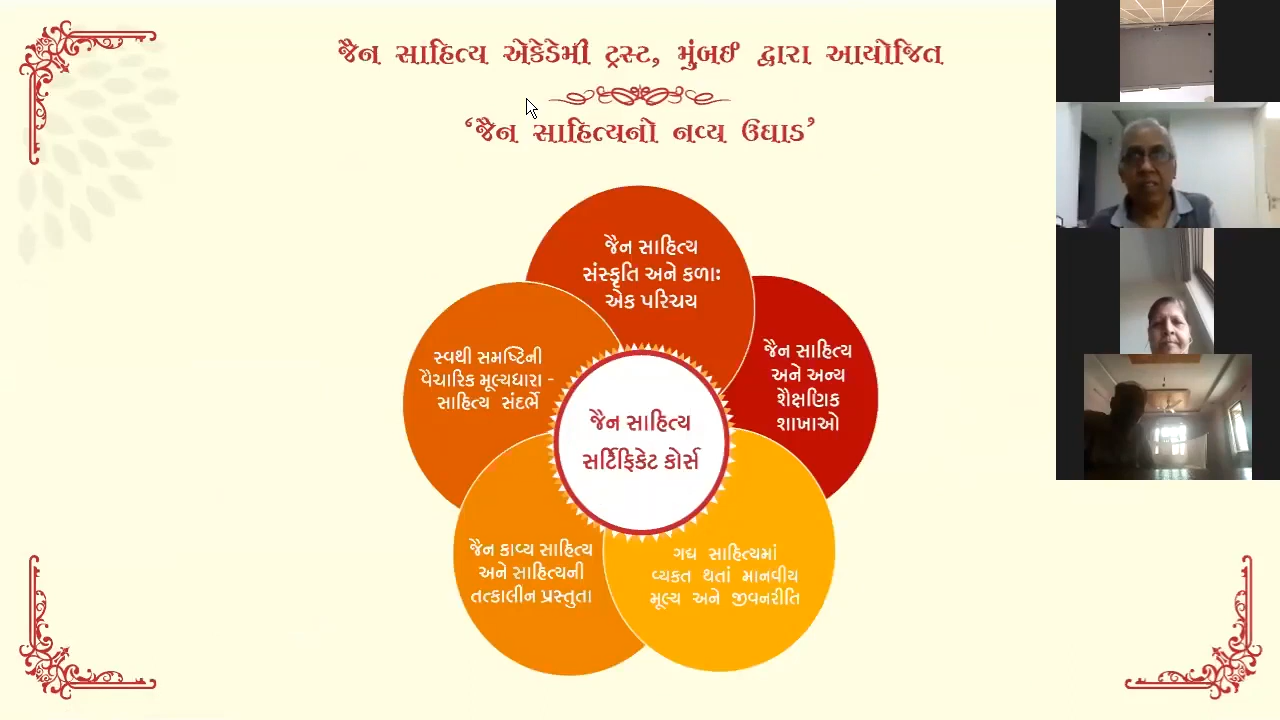 જૈન સાહિત્ય એકેડેમી ટ્રસ્ટ, મુંબઈ દ્વારા આયોજિત
‘જૈન સાહિત્યનો નવ્ય ઉઘાડ’
જૈન સાહિત્ય
સંસ્કૃતિ અને કળાઃ
એક પરિચય
જૈન સાહિત્ય
અને અન્ય
શૈક્ષણિક
શાખાઓ
ગદ્ય સાહિત્યમાં
વ્યકત થતાં માનવીય
મૂલ્ય અને જીવનરીતિ
જૈન કાવ્ય સાહિત્ય
અને સાહિત્યની
તત્કાલીન પ્રસ્તુતા
સ્વથી સમષ્ટિની
વૈચારિક મૂલ્યધારા -
સાહિત્ય સંદર્ભે
જૈન સાહિત્ય
સર્ટિફિકેટ કોર્સ